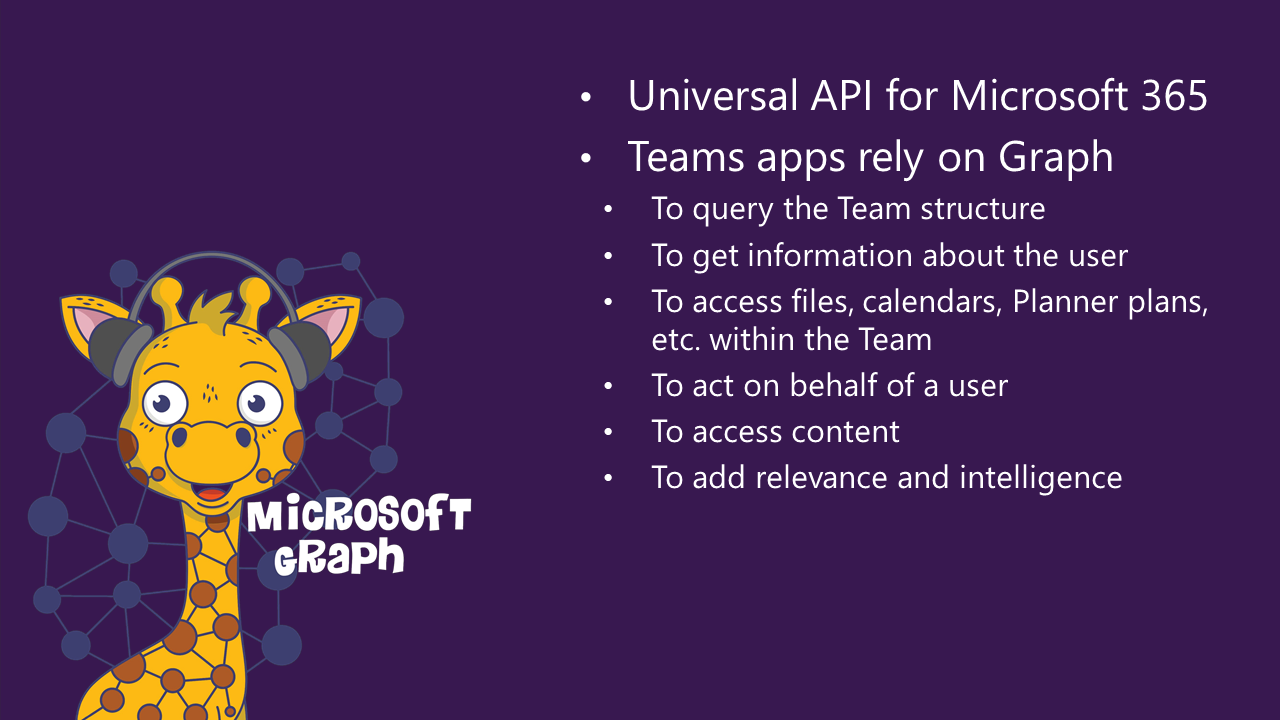 • Universal API for Microsoft 365
• Teams apps rely on Graph
• To query the Team structure
• To get information about the user
• To access files, calendars, Planner plans,
etc. within the Team
• To act on behalf of a user
• To access content
• To add relevance and intelligence
MiCROSOfT
GRaph